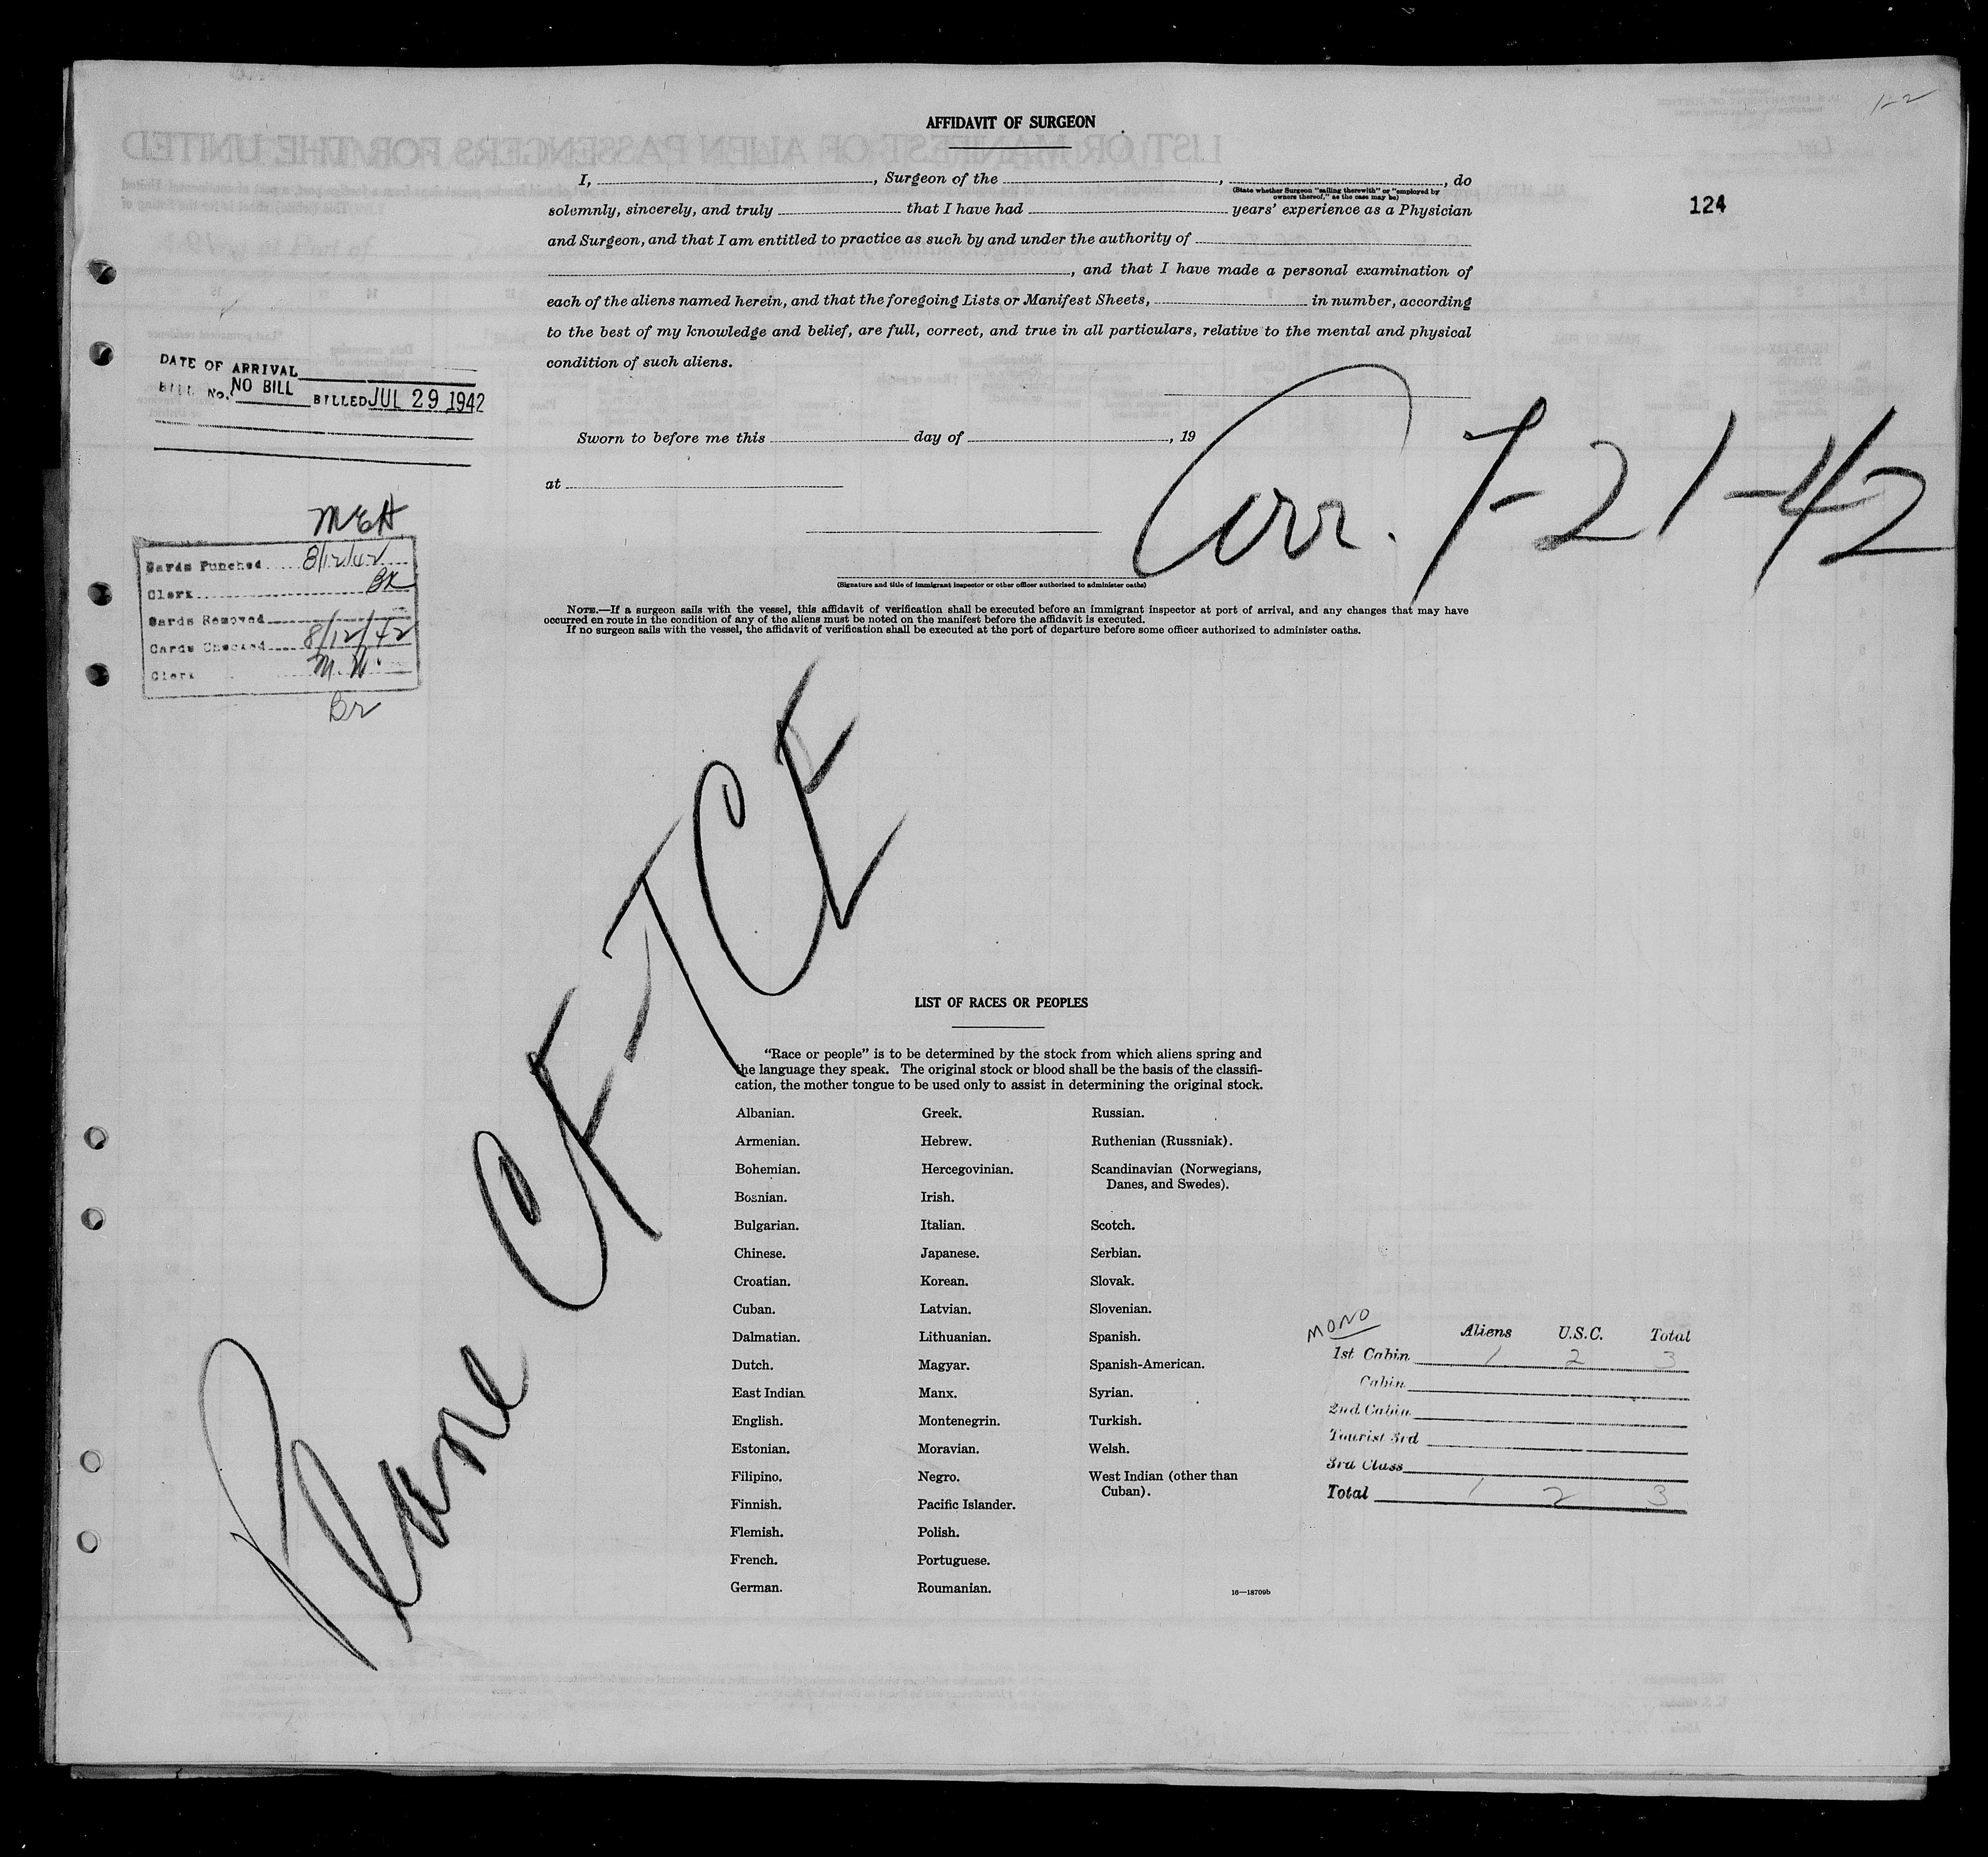 1-2
AFFIDAVIT OF SURGEON
124
I, , Surgeon of the , , do
(State whether Surgeon "sailing therewith" or "employed by
owners thereof," as the case may be)
solemnly, sincerely, and truly that I have had years' experience as a Physician
and Surgeon, and that I am entitled to practice as such by and under the authority of
, and that I have made a personal examination of
each of the aliens named herein, and that the foregoing Lists or Manifest Sheets, in number, according
to the best of my knowledge and belief, are full, correct, and true in all particulars, relative to the mental and physical
condition of such aliens.
DATE OF ARRIVAL
BILL No. NO BILL BILLED JUL 29 1942
Sworn to before me this day of , 19
at
Arr. 7-21-42
(Signature and title of immigrant inspector or other officer authorized to administer oaths)
NOTE.—If a surgeon sails with the vessel, this affidavit of verification shall be executed before an immigrant inspector at port of arrival, and any changes that may have
occurred en route in the condition of any of the aliens must be noted on the manifest before the affidavit is executed.
If no surgeon sails with the vessel, the affidavit of verification shall be executed at the port of departure before some officer authorized to administer oaths.
MEH
Cards Punched 8/12/42
Clerk BK
Cards Removed
Cards Checked 8/12/42
Clerk M.N.
Br
Plane CF-TCE
LIST OF RACES OR PEOPLES
"Race or people" is to be determined by the stock from which aliens spring and
the language they speak. The original stock or blood shall be the basis of the classifi-
cation, the mother tongue to be used only to assist in determining the original stock.
Albanian.
Armenian.
Bohemian.
Bosnian.
Bulgarian.
Chinese.
Croatian.
Cuban.
Dalmatian.
Dutch.
East Indian
English.
Estonian.
Filipino.
Finnish.
Flemish.
French.
German.
Greek.
Hebrew.
Hercegovinian.
Irish.
Italian.
Japanese.
Korean.
Latvian.
Lithuanian.
Magyar.
Manx.
Montenegrin.
Moravian.
Negro.
Pacific Islander.
Polish.
Portuguese.
Roumanian.
Russian.
Ruthenian (Russniak).
Scandinavian (Norwegians,
Danes, and Swedes).
Scotch.
Serbian.
Slovak.
Slovenian.
Spanish.
Spanish-American.
Syrian.
Turkish.
Welsh.
West Indian (other than
Cuban).
16—18709b
MONO
Aliens U.S.C. Total
1st Cabin 1 2 3
Cabin
2nd Cabin
Tourist 3rd
3rd Class
Total 1 2 3